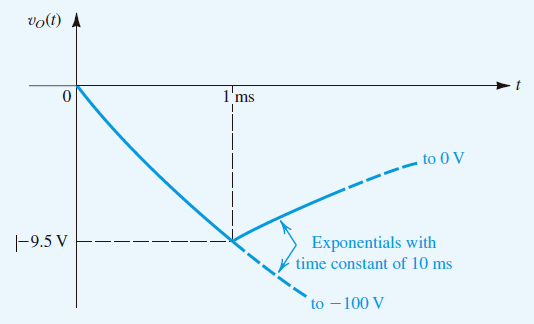 vO(t)
0
1 ms
t
to 0 V
−9.5 V
Exponentials with
time constant of 10 ms
to −100 V